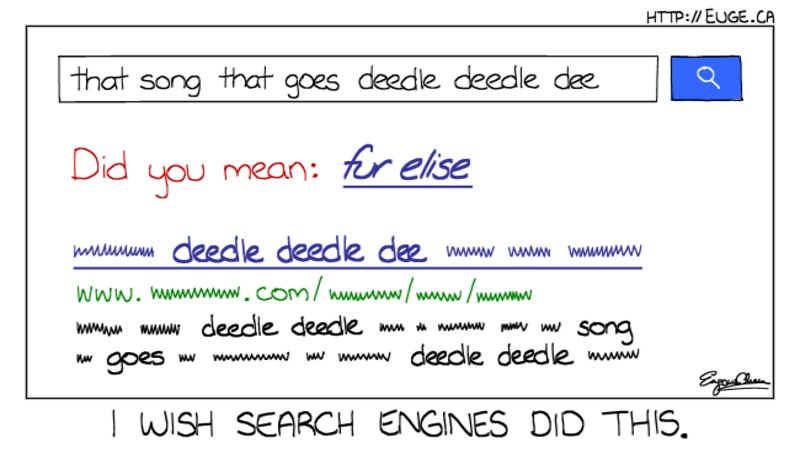 HTTP://EUGE.CA
that song that goes deedle deedle dee
Did you mean: fur elise
deedle deedle dee
www. .com/ / /
deedle deedle song
goes deedle deedle
I WISH SEARCH ENGINES DID THIS.